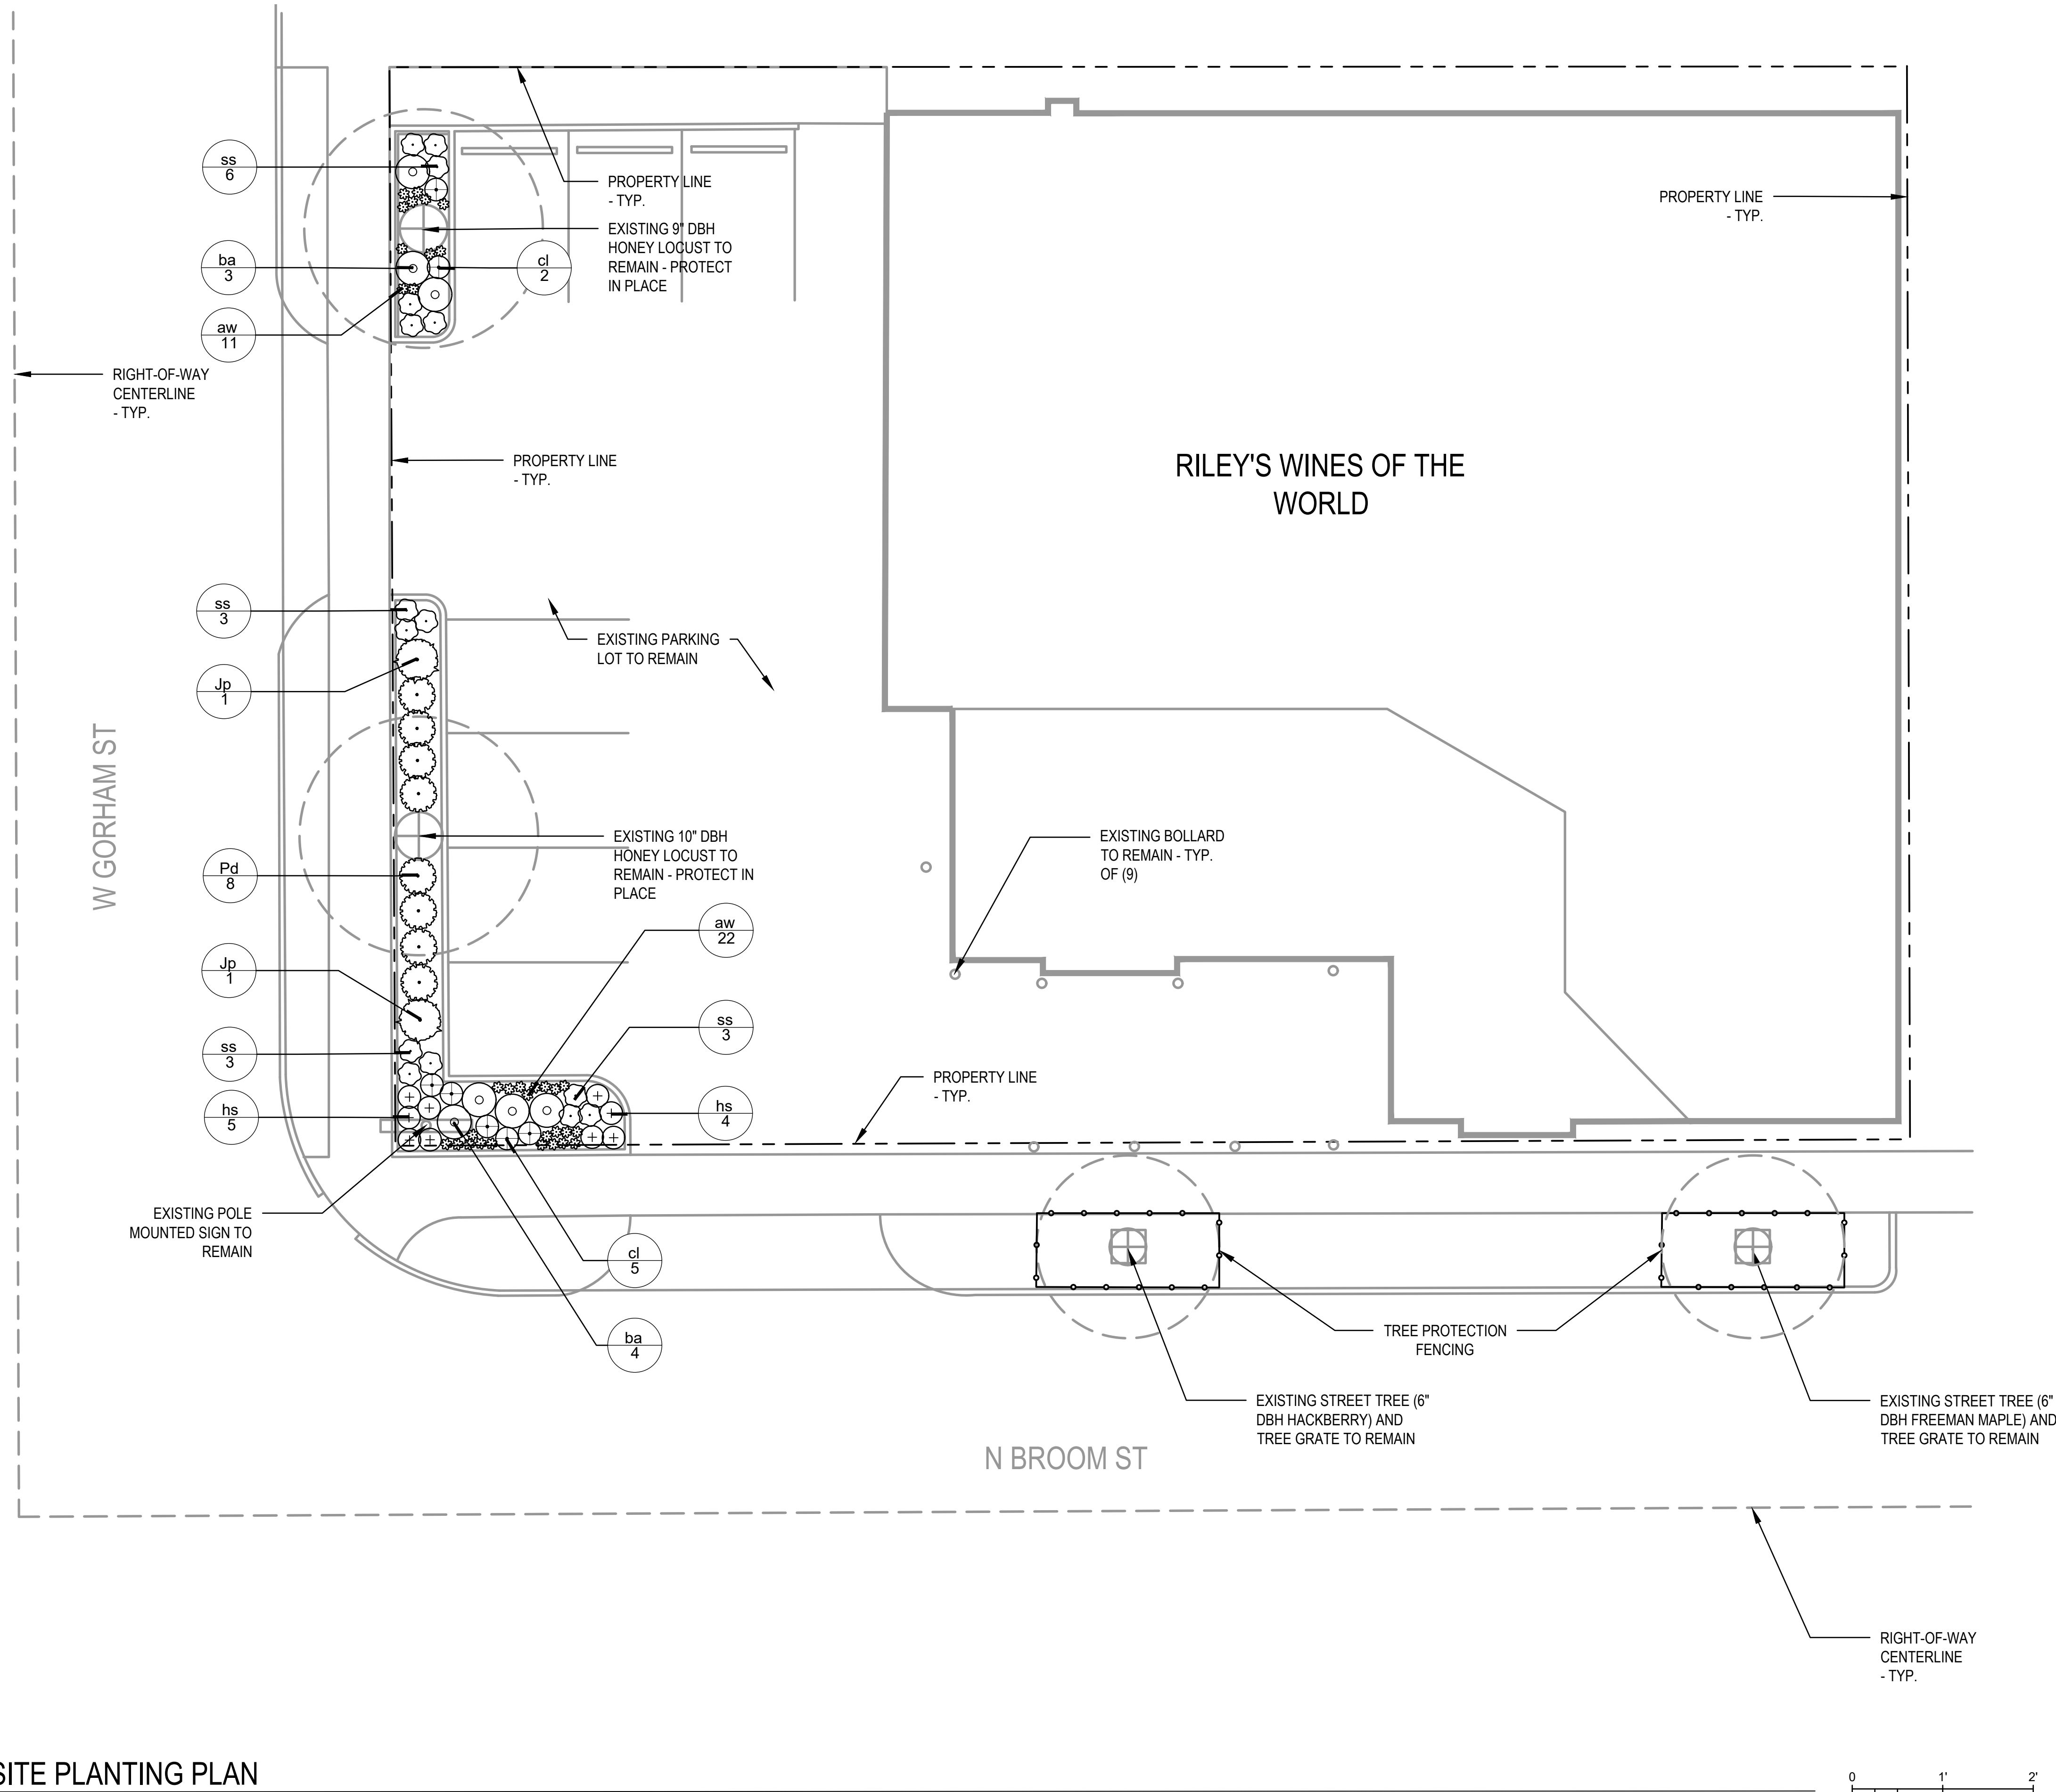 ss
6
PROPERTY LINE
- TYP.
PROPERTY LINE
- TYP.
EXISTING 9" DBH
HONEY LOCUST TO
REMAIN - PROTECT
IN PLACE
ba
3
cl
2
aw
11
RIGHT-OF-WAY
CENTERLINE
- TYP.
PROPERTY LINE
- TYP.
RILEY'S WINES OF THE
WORLD
ss
3
EXISTING PARKING
LOT TO REMAIN
Jp
1
W GORHAM ST
EXISTING 10" DBH
HONEY LOCUST TO
REMAIN - PROTECT IN
PLACE
EXISTING BOLLARD
TO REMAIN - TYP.
OF (9)
Pd
8
aw
22
Jp
1
ss
3
ss
3
PROPERTY LINE
- TYP.
hs
5
hs
4
EXISTING POLE
MOUNTED SIGN TO
REMAIN
cl
5
ba
4
TREE PROTECTION
FENCING
EXISTING STREET TREE (6"
DBH HACKBERRY) AND
TREE GRATE TO REMAIN
EXISTING STREET TREE (6"
DBH FREEMAN MAPLE) AND
TREE GRATE TO REMAIN
N BROOM ST
RIGHT-OF-WAY
CENTERLINE
- TYP.
SITE PLANTING PLAN
0 1' 2'